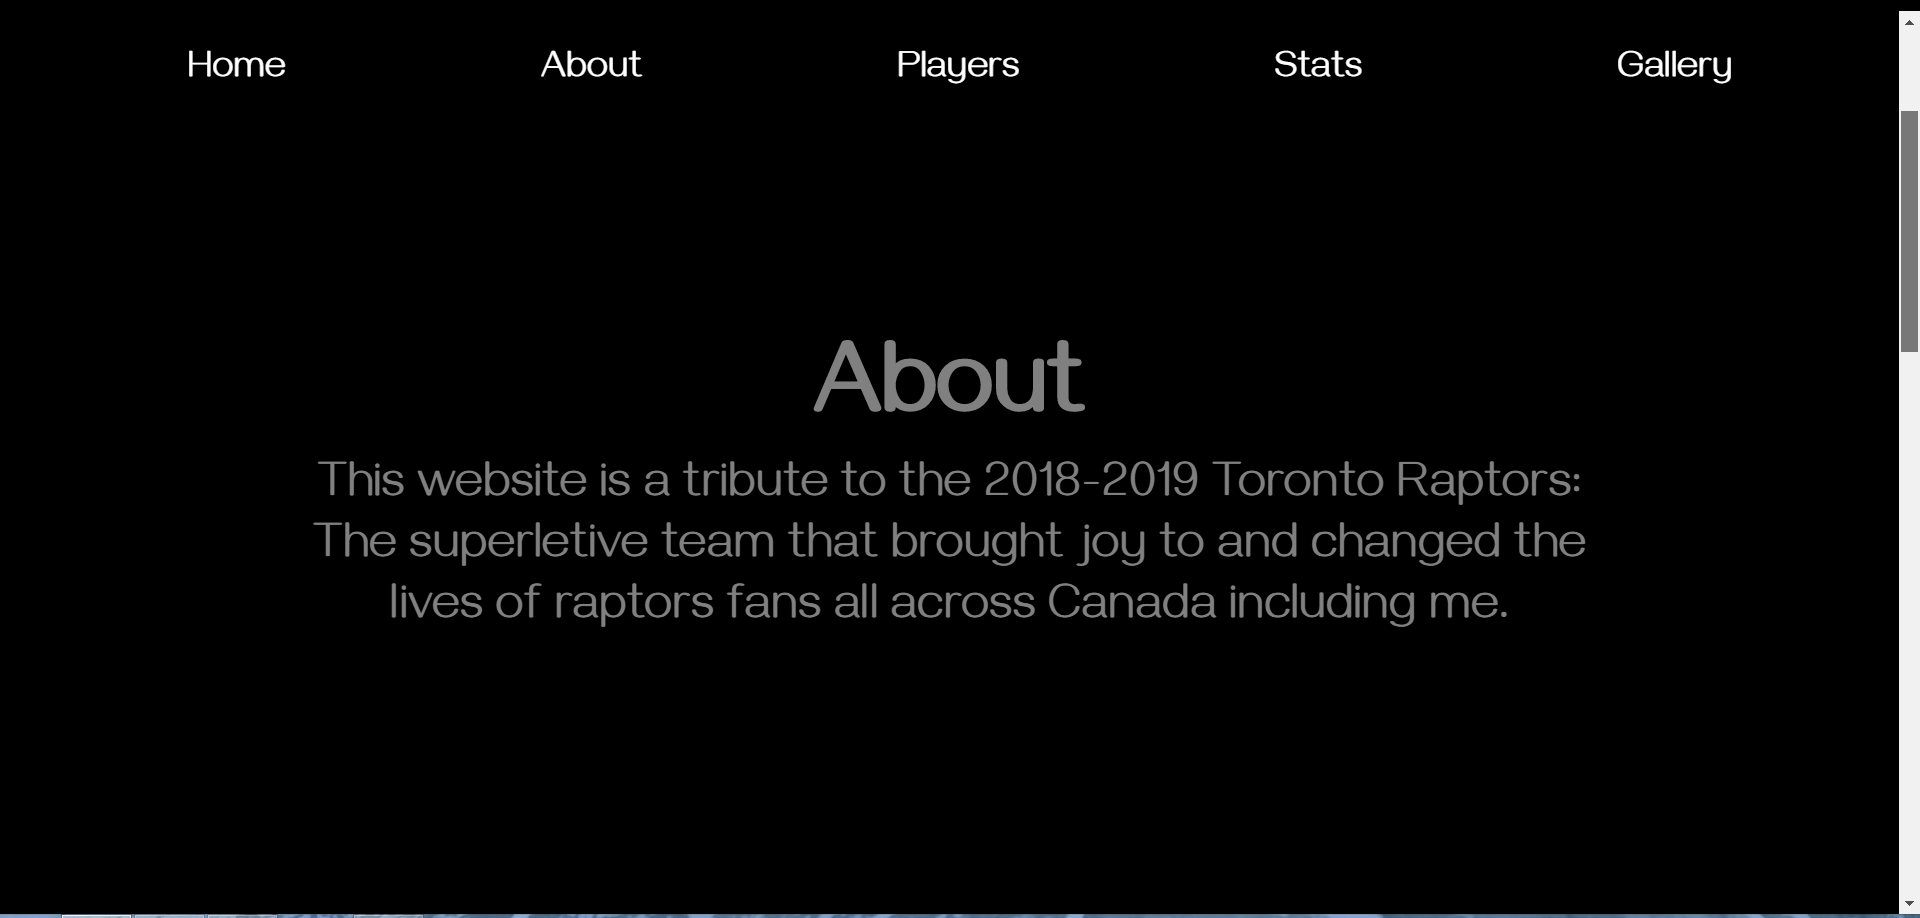 Home About Players Stats Gallery
About
This website is a tribute to the 2018-2019 Toronto Raptors:
The superletive team that brought joy to and changed the
lives of raptors fans all across Canada including me.